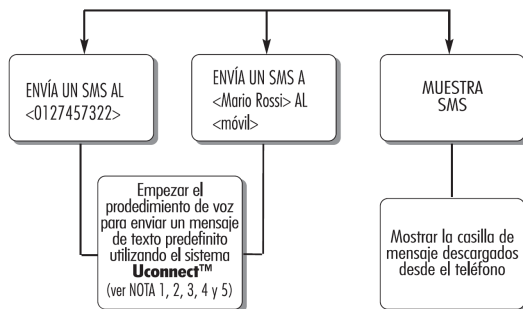 ENVÍA UN SMS AL
<0127457322>
ENVÍA UN SMS A
<Mario Rossi> AL
<móvil>
MUESTRA
SMS
Empezar el
prodedimiento de voz
para enviar un mensaje
de texto predefinito
utilizando el sistema
Uconnect™
(ver NOTA 1, 2, 3, 4 y 5)
Mostrar la casilla de
mensaje descargados
desde el teléfono